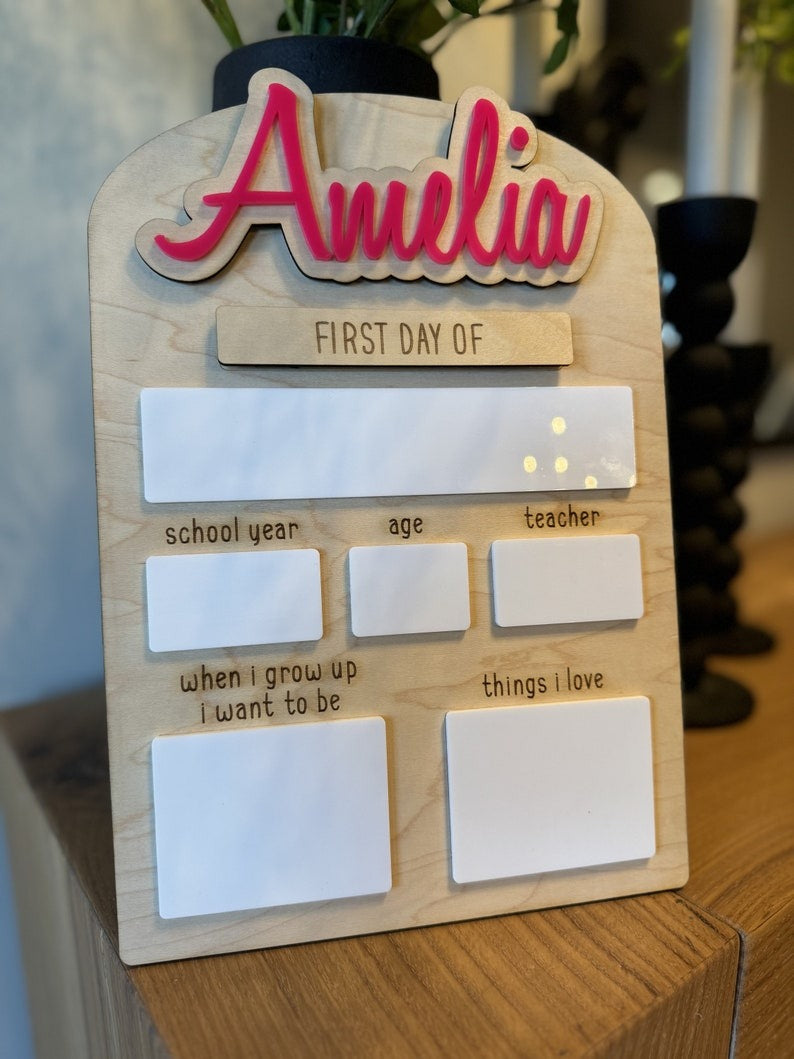 Amelia
FIRST DAY OF
school year age teacher
when i grow up
i want to be
things i love